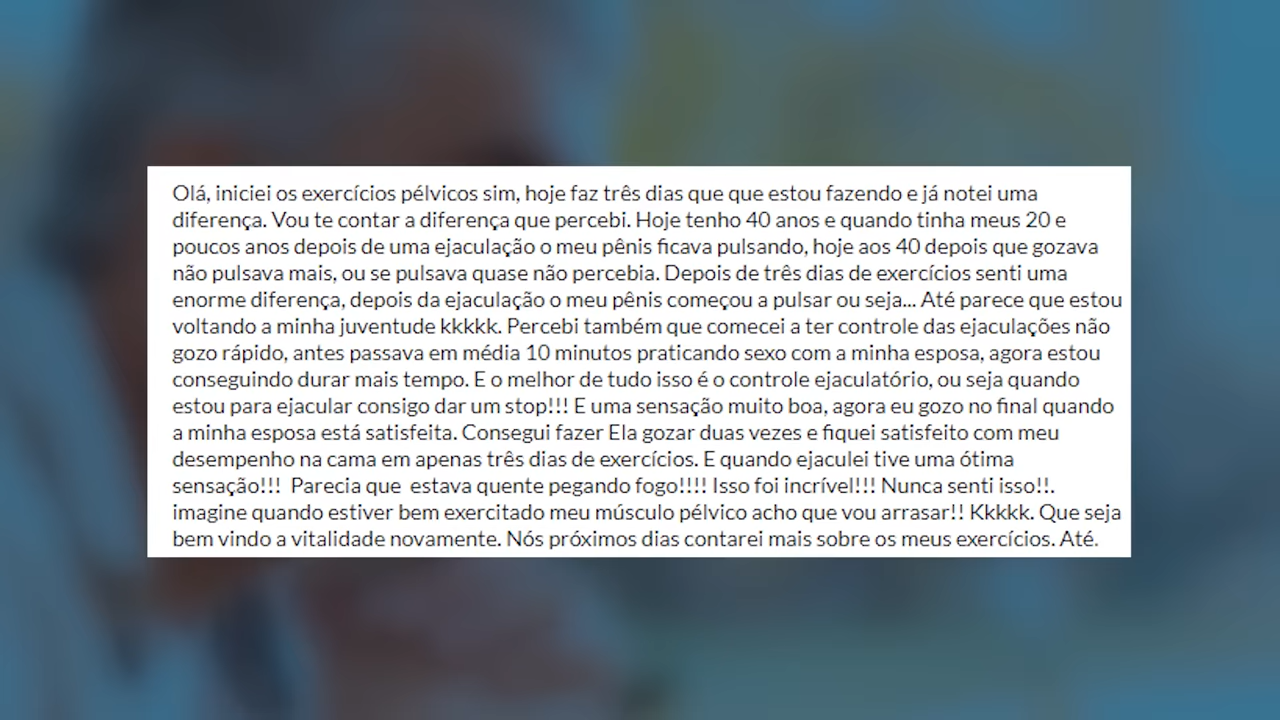 Olá, iniciei os exercícios pélvicos sim, hoje faz três dias que que estou fazendo e já notei uma
diferença. Vou te contar a diferença que percebi. Hoje tenho 40 anos e quando tinha meus 20 e
poucos anos depois de uma ejaculação o meu pênis ficava pulsando, hoje aos 40 depois que gozava
não pulsava mais, ou se pulsava quase não percebia. Depois de três dias de exercícios senti uma
enorme diferença, depois da ejaculação o meu pênis começou a pulsar ou seja... Até parece que estou
voltando a minha juventude kkkkk. Percebi também que comecei a ter controle das ejaculações não
gozo rápido, antes passava em média 10 minutos praticando sexo com a minha esposa, agora estou
conseguindo durar mais tempo. E o melhor de tudo isso é o controle ejaculatório, ou seja quando
estou para ejacular consigo dar um stop!!! E uma sensação muito boa, agora eu gozo no final quando
a minha esposa está satisfeita. Consegui fazer Ela gozar duas vezes e fiquei satisfeito com meu
desempenho na cama em apenas três dias de exercícios. E quando ejaculei tive uma ótima
sensação!!!  Parecia que  estava quente pegando fogo!!!! Isso foi incrível!!! Nunca senti isso!!.
imagine quando estiver bem exercitado meu músculo pélvico acho que vou arrasar!! Kkkkk. Que seja
bem vindo a vitalidade novamente. Nós próximos dias contarei mais sobre os meus exercícios. Até.